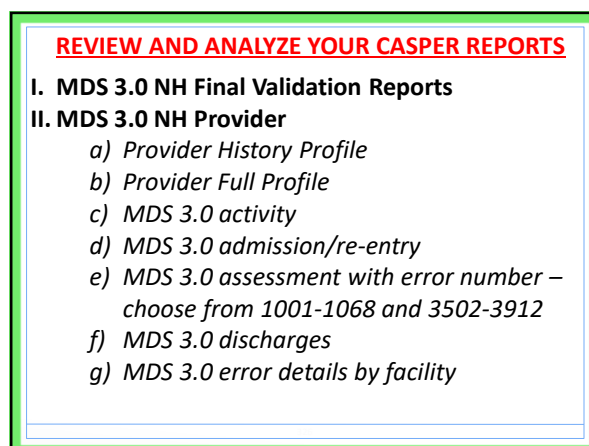 REVIEW AND ANALYZE YOUR CASPER REPORTS
I. MDS 3.0 NH Final Validation Reports
II. MDS 3.0 NH Provider
a) Provider History Profile
b) Provider Full Profile
c) MDS 3.0 activity
d) MDS 3.0 admission/re-entry
e) MDS 3.0 assessment with error number –
choose from 1001-1068 and 3502-3912
f) MDS 3.0 discharges
g) MDS 3.0 error details by facility